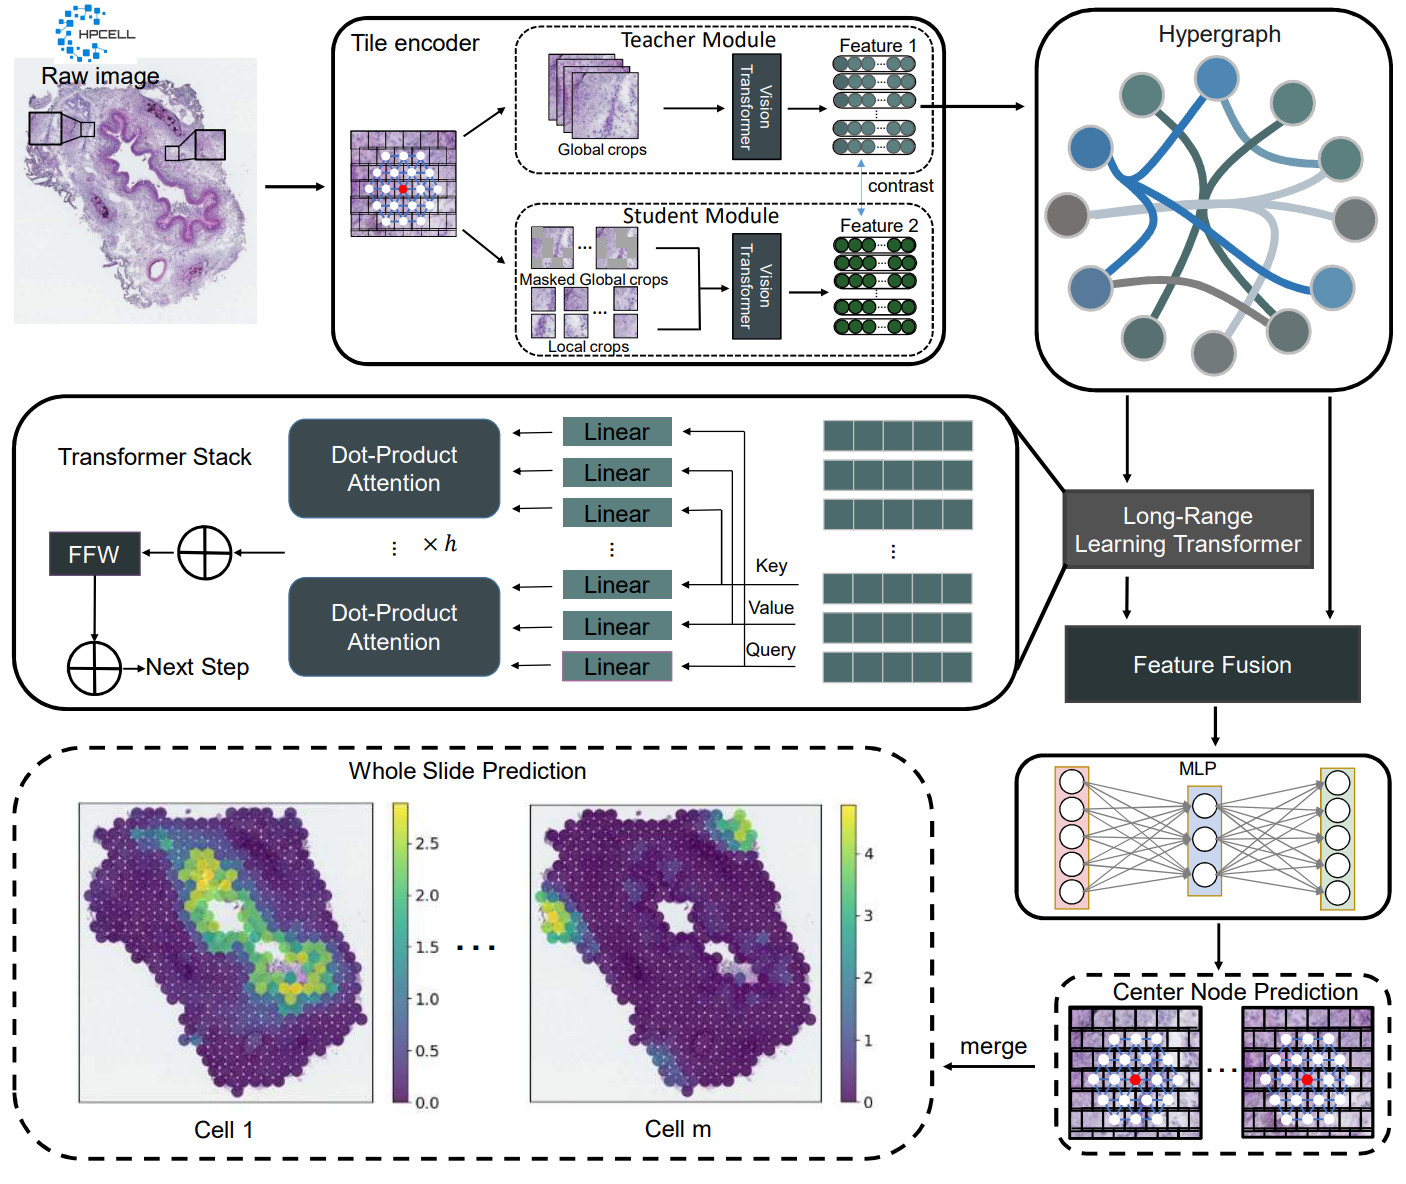 HPCELL
Raw image
Tile encoder
Teacher Module
Global crops
Vision
Transformer
Feature 1
contrast
Student Module
Masked Global crops
Local crops
Vision
Transformer
Feature 2
Hypergraph
Transformer Stack
Dot-Product
Attention
Linear
Linear
Linear
⋮ × h
⋮
⋮
FFW
Dot-Product
Attention
Linear
Linear
Linear
Key
Value
Query
Next Step
Long-Range
Learning Transformer
Feature Fusion
MLP
Center Node Prediction
...
merge
Whole Slide Prediction
2.5
2.0
1.5
1.0
0.5
0.0
...
4
3
2
1
0
Cell 1
Cell m